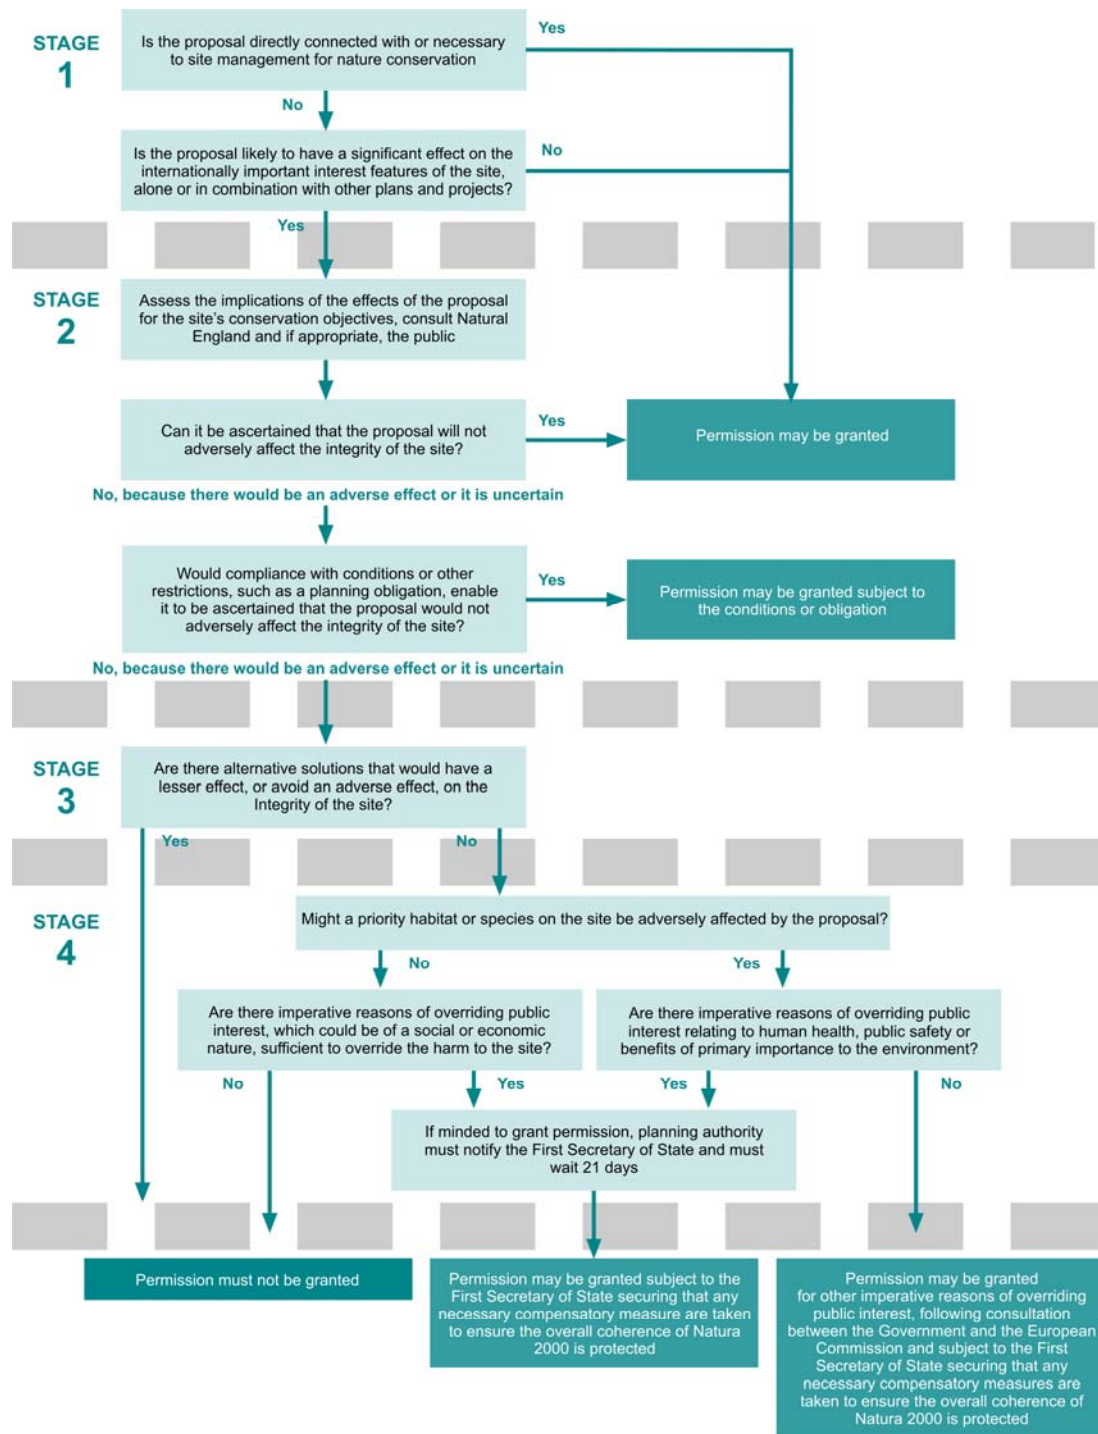 STAGE
1
Is the proposal directly connected with or necessary
to site management for nature conservation
Yes
No
Is the proposal likely to have a significant effect on the
internationally important interest features of the site,
alone or in combination with other plans and projects?
No
Yes
STAGE
2
Assess the implications of the effects of the proposal
for the site's conservation objectives, consult Natural
England and if appropriate, the public
Can it be ascertained that the proposal will not
adversely affect the integrity of the site?
Yes
Permission may be granted
No, because there would be an adverse effect or it is uncertain
Would compliance with conditions or other
restrictions, such as a planning obligation, enable
it to be ascertained that the proposal would not
adversely affect the integrity of the site?
Yes
Permission may be granted subject to
the conditions or obligation
No, because there would be an adverse effect or it is uncertain
STAGE
3
Are there alternative solutions that would have a
lesser effect, or avoid an adverse effect, on the
Integrity of the site?
Yes
No
STAGE
4
Might a priority habitat or species on the site be adversely affected by the proposal?
No
Yes
Are there imperative reasons of overriding public
interest, which could be of a social or economic
nature, sufficient to override the harm to the site?
Are there imperative reasons of overriding public
interest relating to human health, public safety or
benefits of primary importance to the environment?
No
Yes
Yes
No
If minded to grant permission, planning authority
must notify the First Secretary of State and must
wait 21 days
Permission must not be granted
Permission may be granted subject to the
First Secretary of State securing that any
necessary compensatory measure are taken
to ensure the overall coherence of Natura
2000 is protected
Permission may be granted
for other imperative reasons of overriding
public interest, following consultation
between the Government and the European
Commission and subject to the First
Secretary of State securing that any
necessary compensatory measures are
taken to ensure the overall coherence of
Natura 2000 is protected